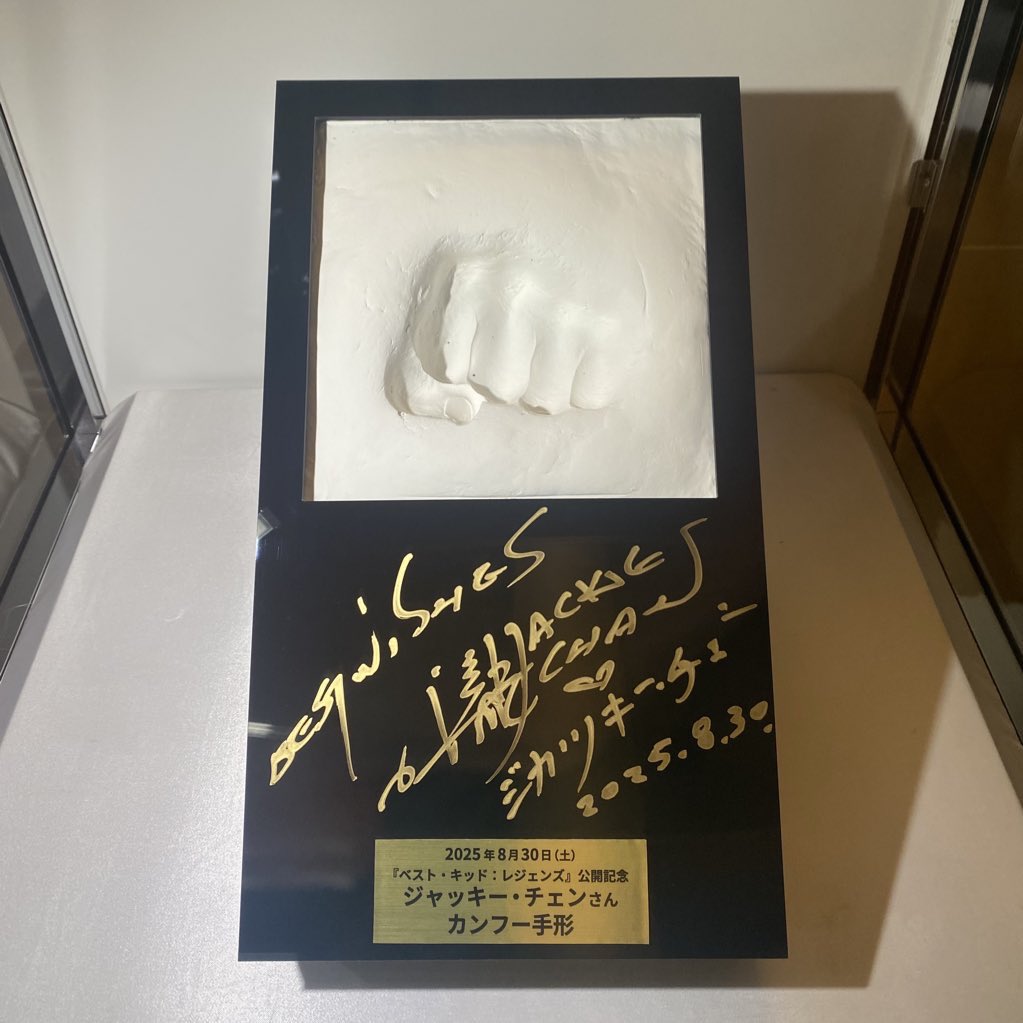 BEST WISHES
成龍 JACKIE
CHAN
ジャッキー.チェン
2025.8.30.
2025年8月30日(土)
『ベスト・キッド：レジェンズ』公開記念
ジャッキー・チェンさん
カンフー手形